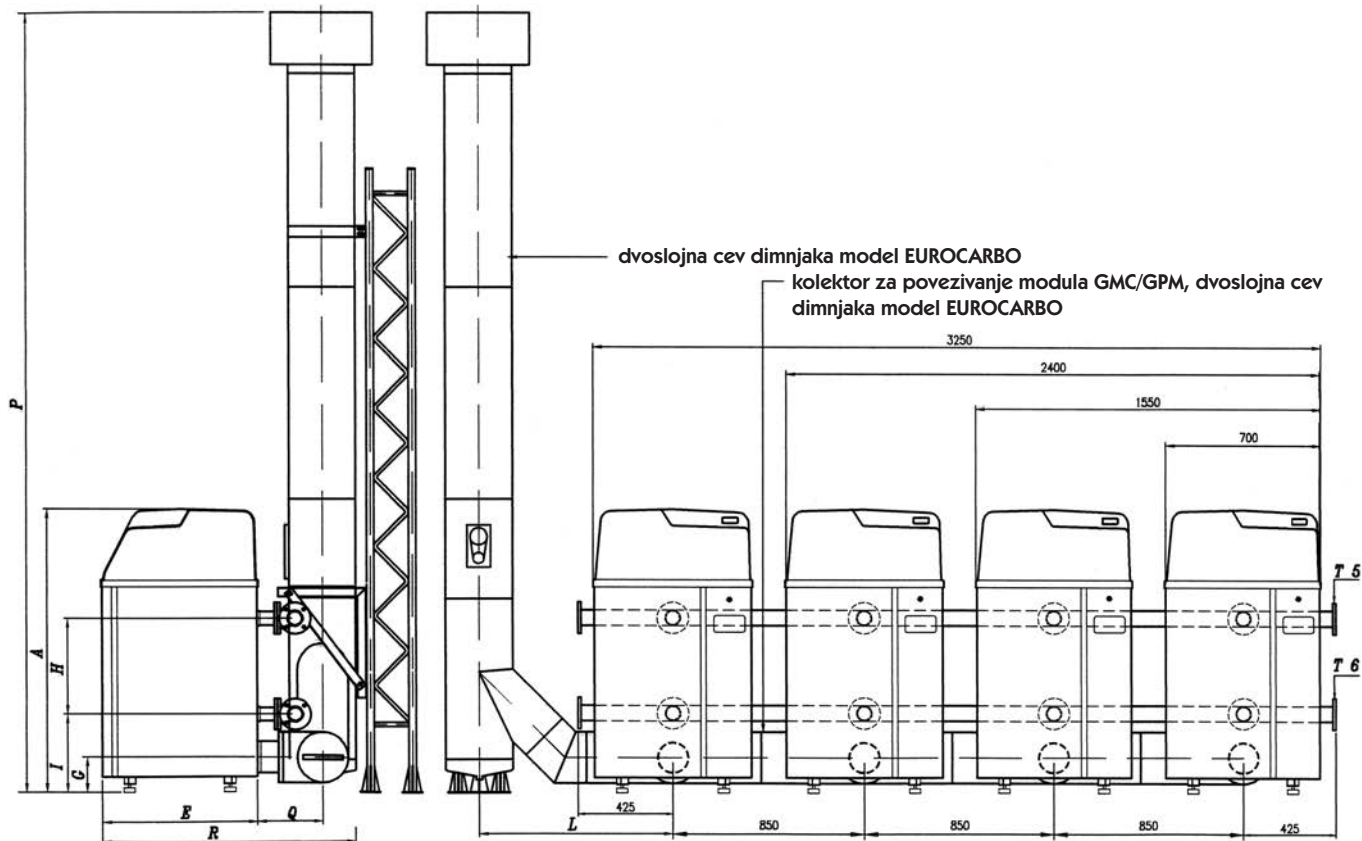 dvoslojna cev dimnjaka model EUROCARBO
kolektor za povezivanje modula GMC/GPM, dvoslojna cev
dimnjaka model EUROCARBO
3250
2400
1550
700
P
A
H
I
G
T 5
T 6
E
Q
R
L
425
850
850
850
425